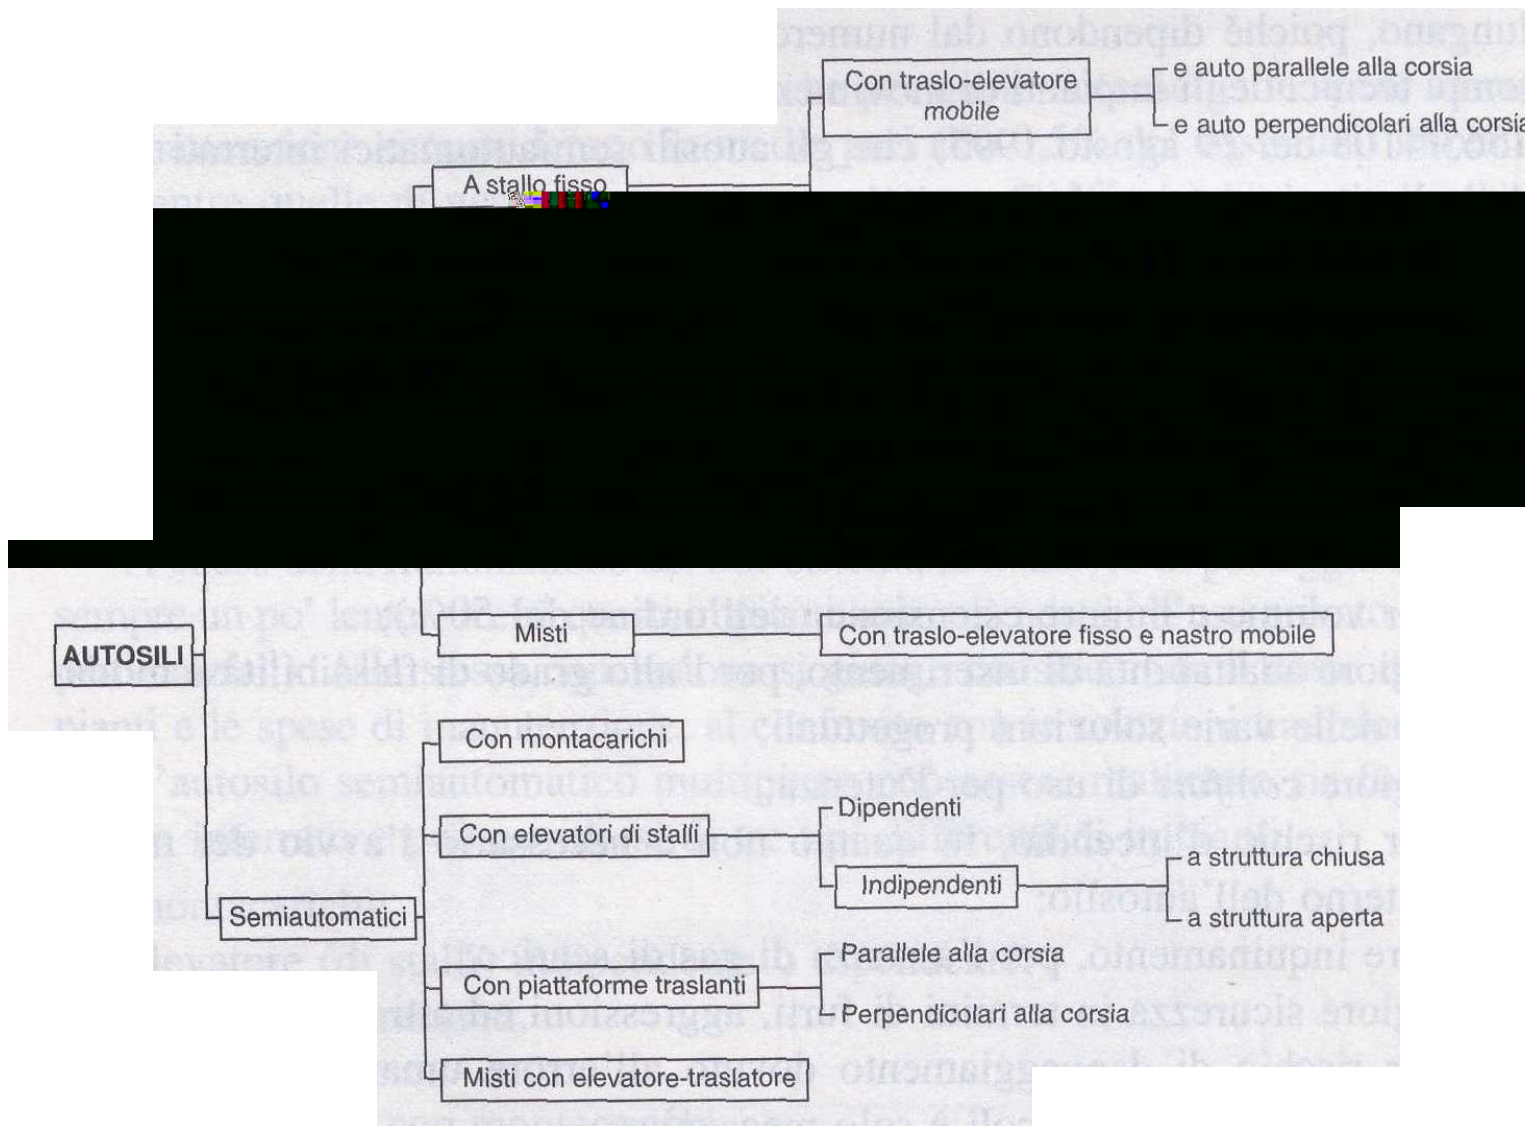 Con traslo-elevatore
mobile
e auto parallele alla corsia
e auto perpendicolari alla corsia
A stallo fisso
AUTOSILI
Misti
Con traslo-elevatore fisso e nastro mobile
Con montacarichi
Con elevatori di stalli
Dipendenti
Indipendenti
a struttura chiusa
a struttura aperta
Semiautomatici
Con piattaforme traslanti
Parallele alla corsia
Perpendicolari alla corsia
Misti con elevatore-traslatore